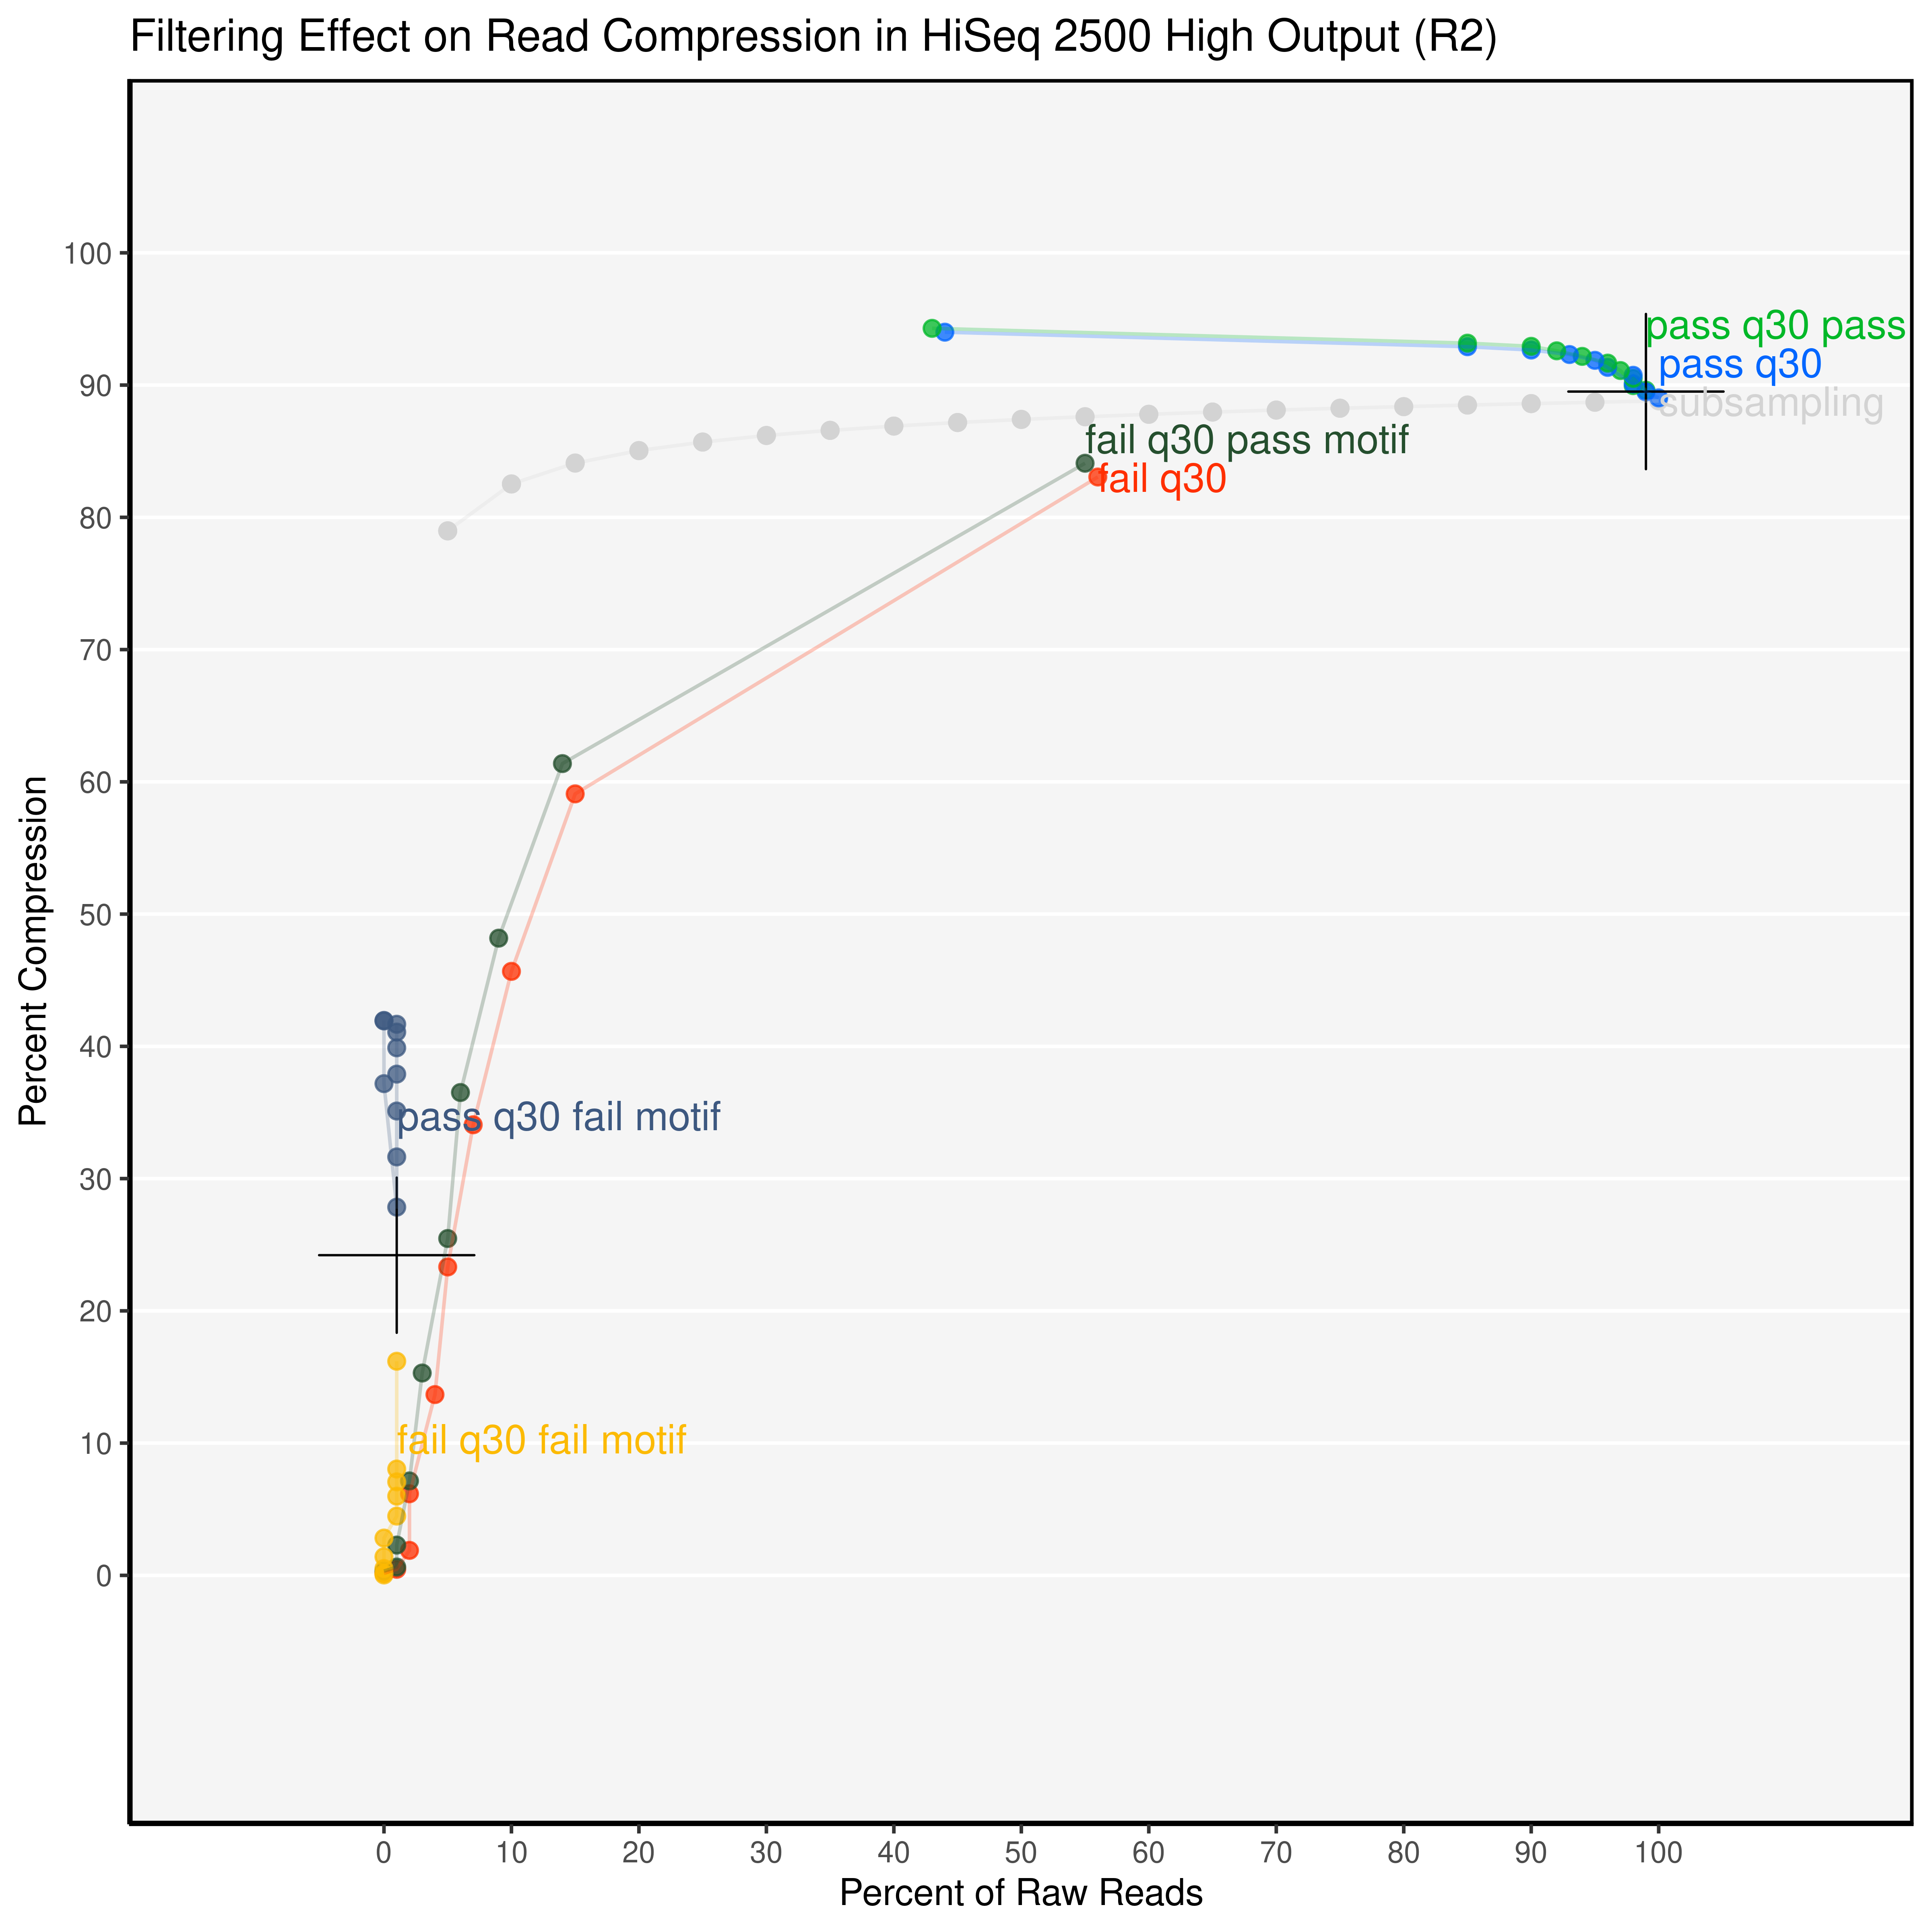 Filtering Effect on Read Compression in HiSeq 2500 High Output (R2)
Percent Compression
100
90
80
70
60
50
40
30
20
10
0
pass q30 pass
pass q30
subsampling
fail q30 pass motif
fail q30
pass q30 fail motif
fail q30 fail motif
0 10 20 30 40 50 60 70 80 90 100
Percent of Raw Reads